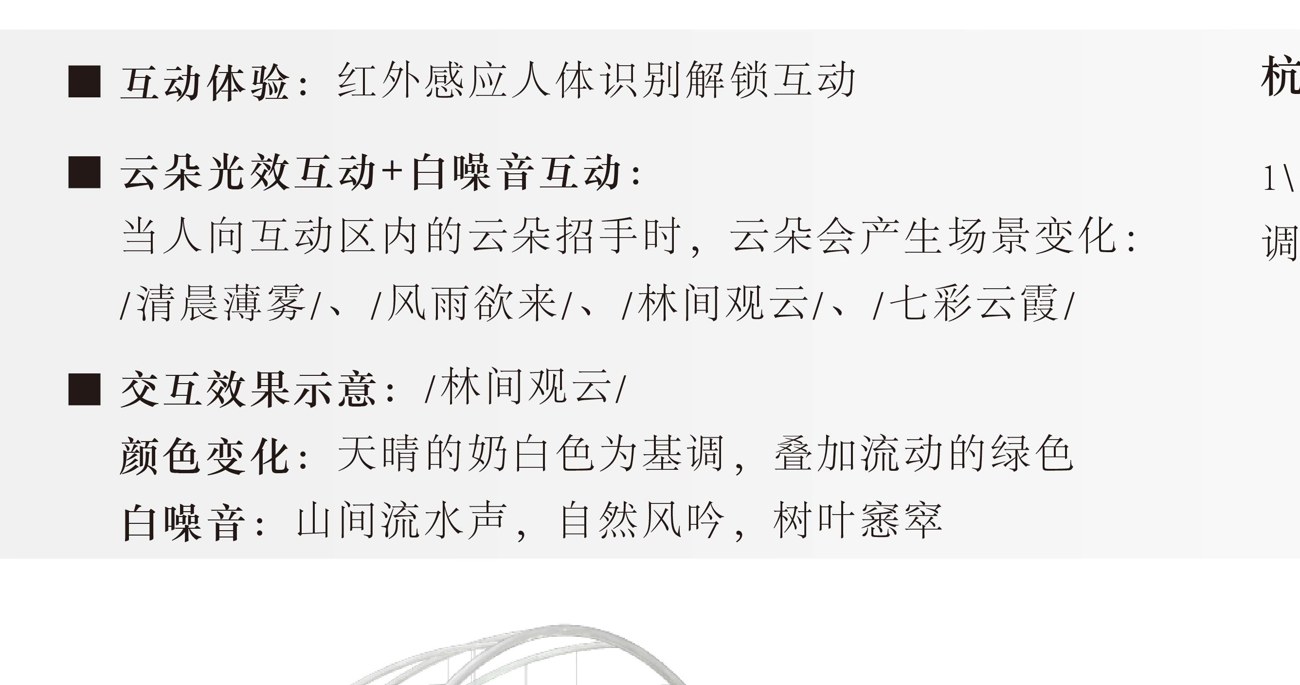 ■ 互动体验：红外感应人体识别解锁互动
■ 云朵光效互动+白噪音互动：
当人向互动区内的云朵招手时，云朵会产生场景变化：
/清晨薄雾/、/风雨欲来/、/林间观云/、/七彩云霞/
■ 交互效果示意：/林间观云/
颜色变化：天晴的奶白色为基调，叠加流动的绿色
白噪音：山间流水声，自然风吟，树叶窸窣
杭
1\
调